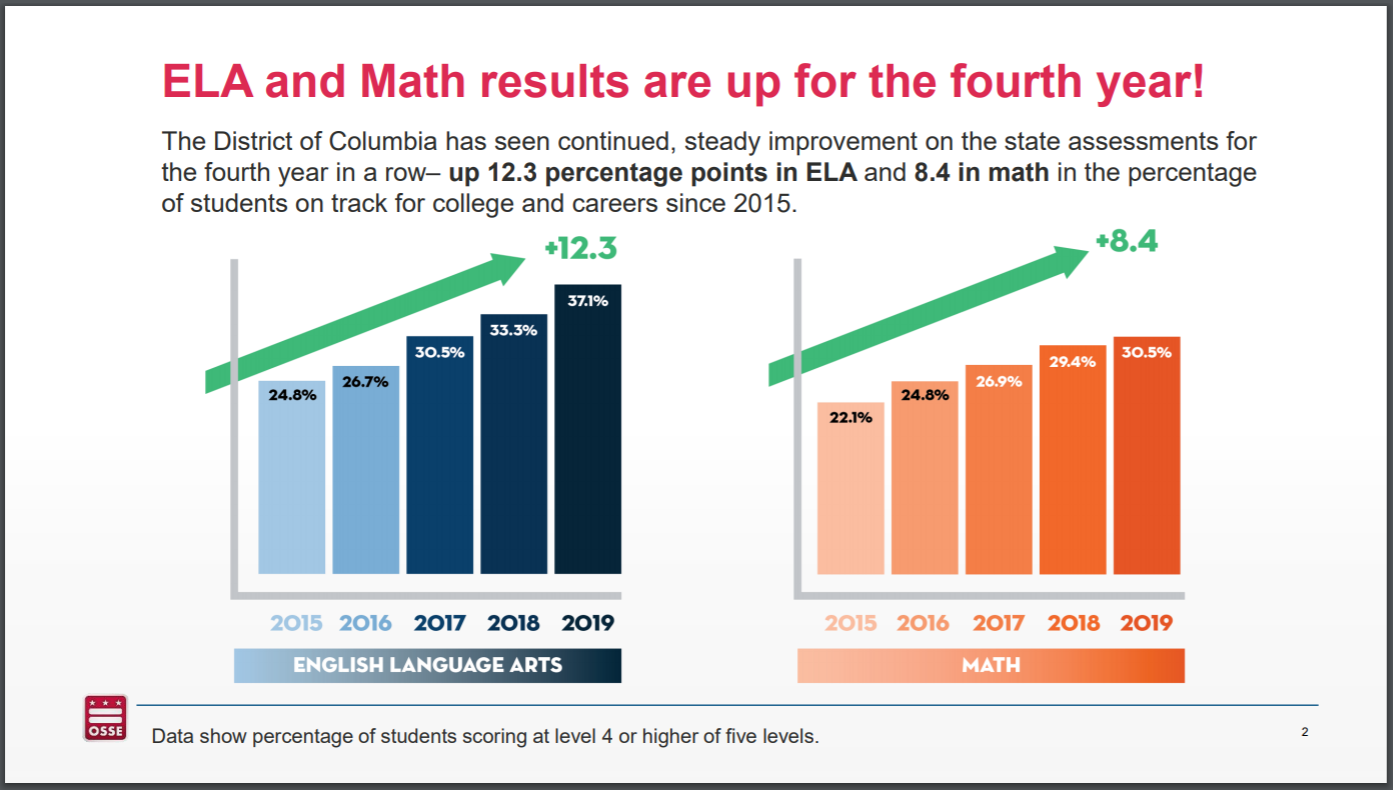 ELA and Math results are up for the fourth year!
The District of Columbia has seen continued, steady improvement on the state assessments for
the fourth year in a row– up 12.3 percentage points in ELA and 8.4 in math in the percentage
of students on track for college and careers since 2015.
+12.3
24.8%
26.7%
30.5%
33.3%
37.1%
2015 2016 2017 2018 2019
ENGLISH LANGUAGE ARTS
+8.4
22.1%
24.8%
26.9%
29.4%
30.5%
2015 2016 2017 2018 2019
MATH
OSSE
Data show percentage of students scoring at level 4 or higher of five levels.
2